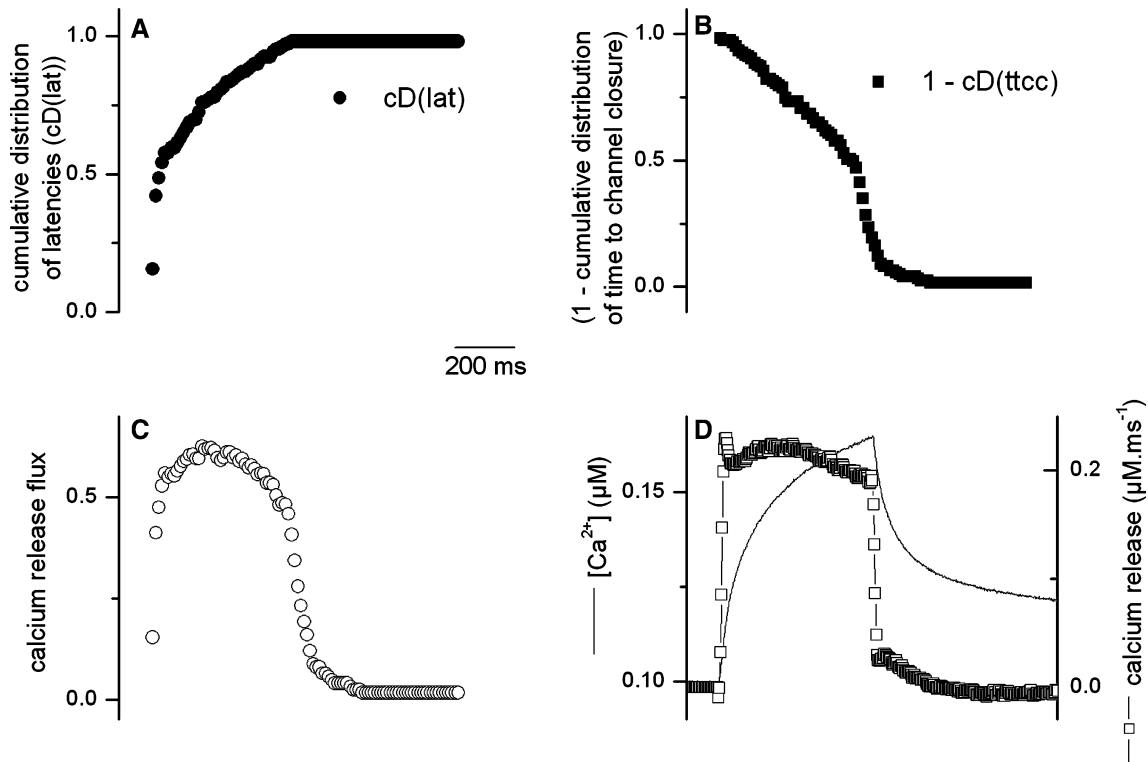 A
1.0
0.5
0.0
cumulative distribution
of latencies (cD(lat))
cD(lat)
B
1.0
0.5
0.0
(1 - cumulative distribution
of time to channel closure)
1 - cD(ttcc)
200 ms
C
0.5
0.0
calcium release flux
D
0.15
0.10
[Ca²⁺] (µM)
0.2
0.0
calcium release (µM.ms⁻¹)